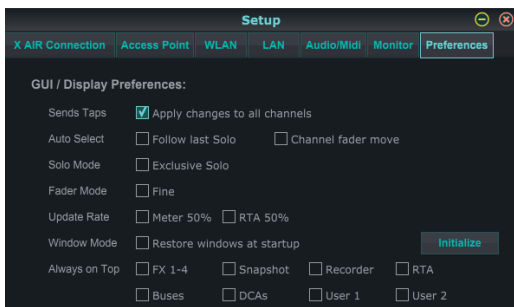 Setup
X AIR Connection Access Point WLAN LAN Audio/Midi Monitor Preferences
GUI / Display Preferences:
Sends Taps Apply changes to all channels
Auto Select Follow last Solo Channel fader move
Solo Mode Exclusive Solo
Fader Mode Fine
Update Rate Meter 50% RTA 50%
Window Mode Restore windows at startup Initialize
Always on Top FX 1-4 Snapshot Recorder RTA
Buses DCAs User 1 User 2